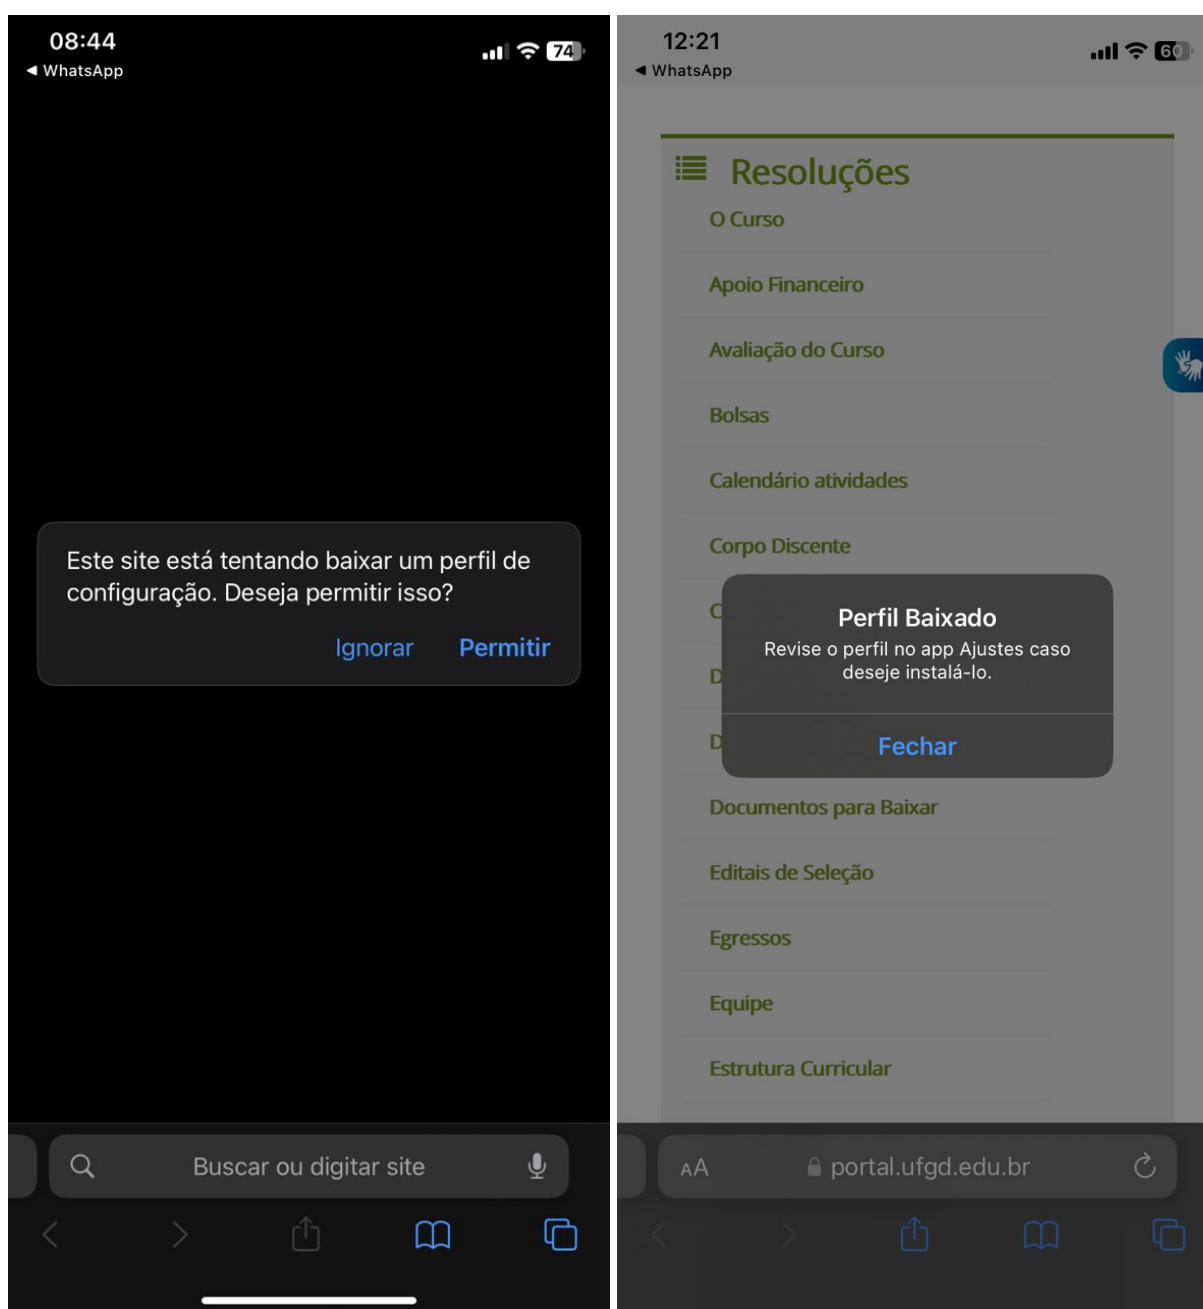 08:44
74
◀ WhatsApp
Este site está tentando baixar um perfil de
configuração. Deseja permitir isso?
Ignorar Permitir
Buscar ou digitar site
12:21
60
◀ WhatsApp
Resoluções
O Curso
Apoio Financeiro
Avaliação do Curso
Bolsas
Calendário atividades
Corpo Discente
C
D
D
Perfil Baixado
Revise o perfil no app Ajustes caso
deseje instalá-lo.
Fechar
Documentos para Baixar
Editais de Seleção
Egressos
Equipe
Estrutura Curricular
AA portal.ufgd.edu.br